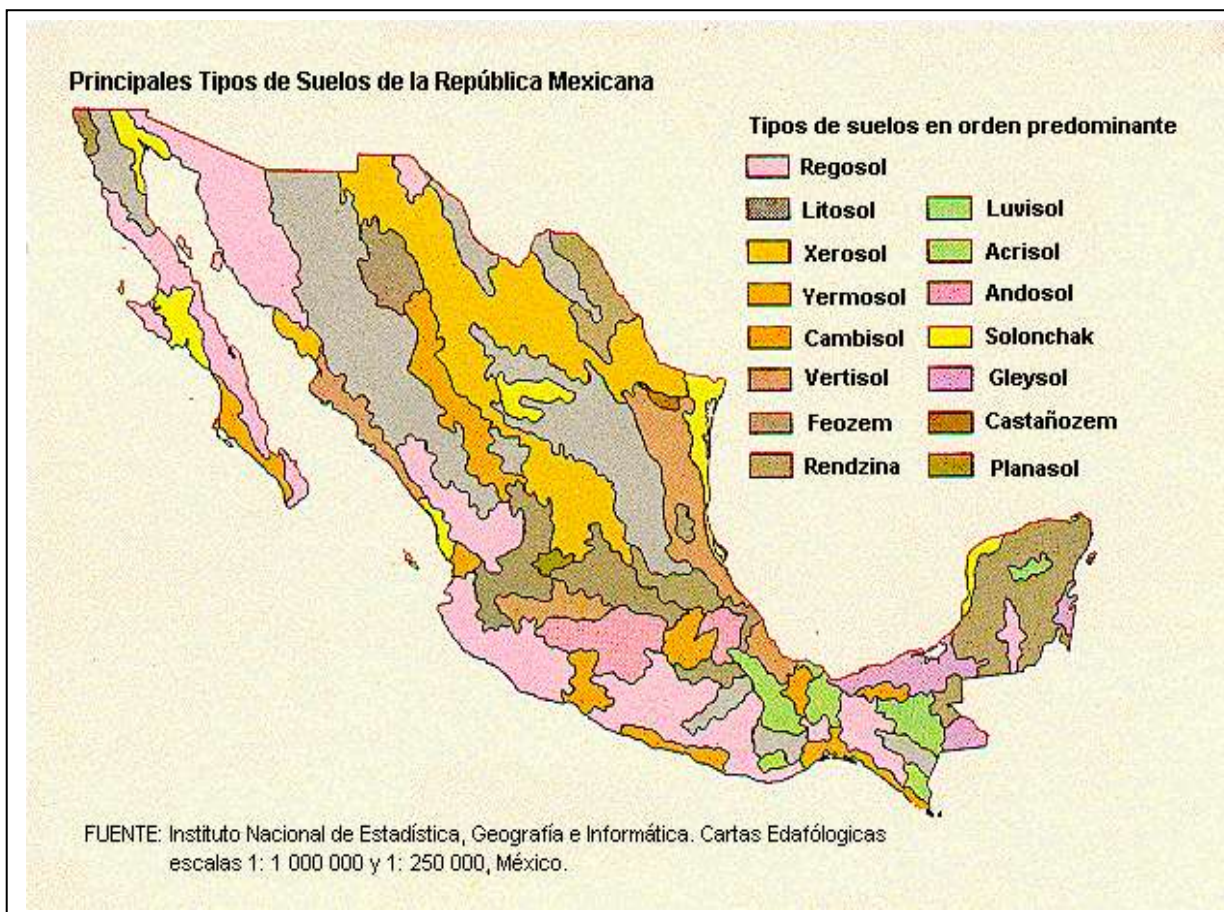 Principales Tipos de Suelos de la República Mexicana
Tipos de suelos en orden predominante
Regosol
Litosol
Xerosol
Yermosol
Cambisol
Vertisol
Feozem
Rendzina
Luvisol
Acrisol
Andosol
Solonchak
Gleysol
Castañozem
Planasol
FUENTE: Instituto Nacional de Estadística, Geografía e Informática. Cartas Edafólogicas
escalas 1: 1 000 000 y 1: 250 000, México.